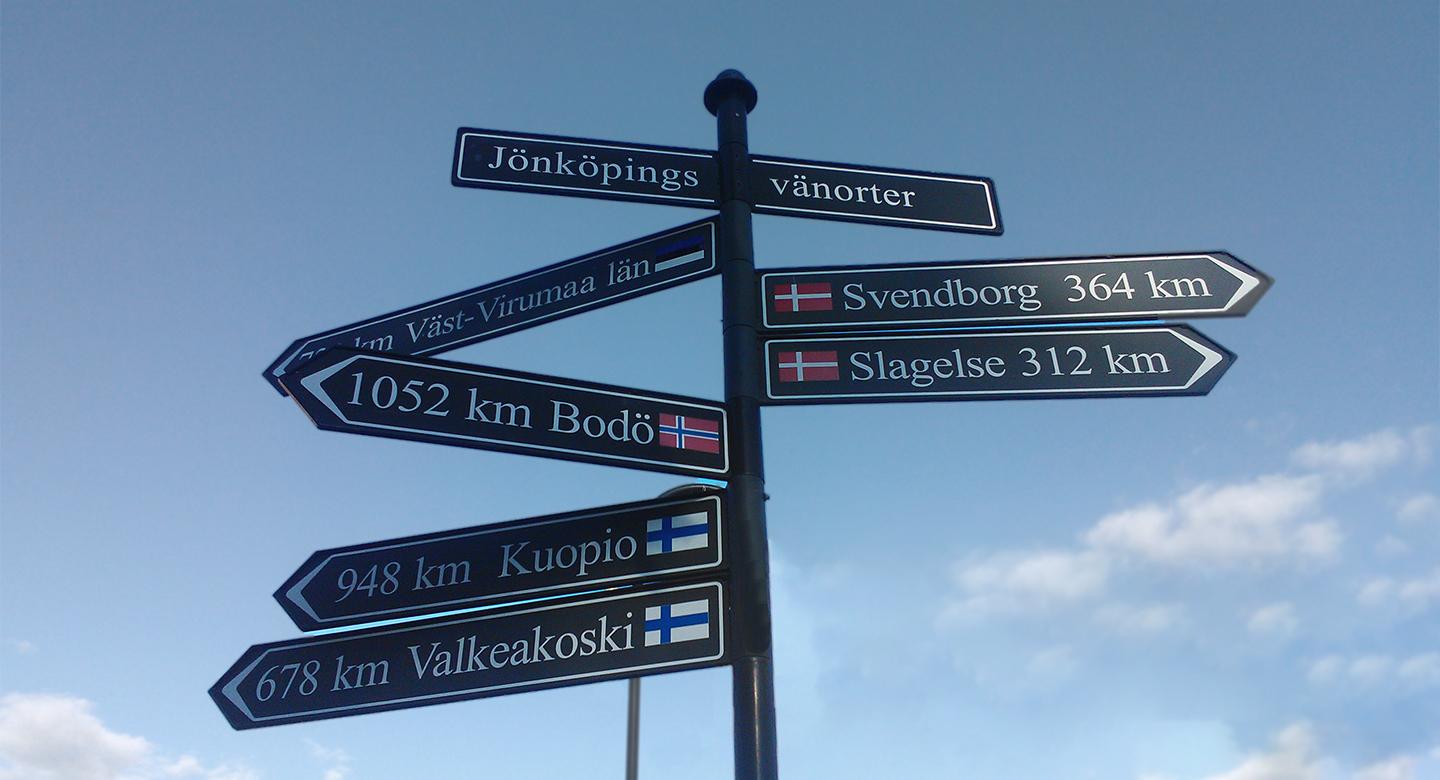 Jönköpings vänorter
km Väst-Virumaa län
Svendborg 364 km
Slagelse 312 km
1052 km Bodö
948 km Kuopio
678 km Valkeakoski